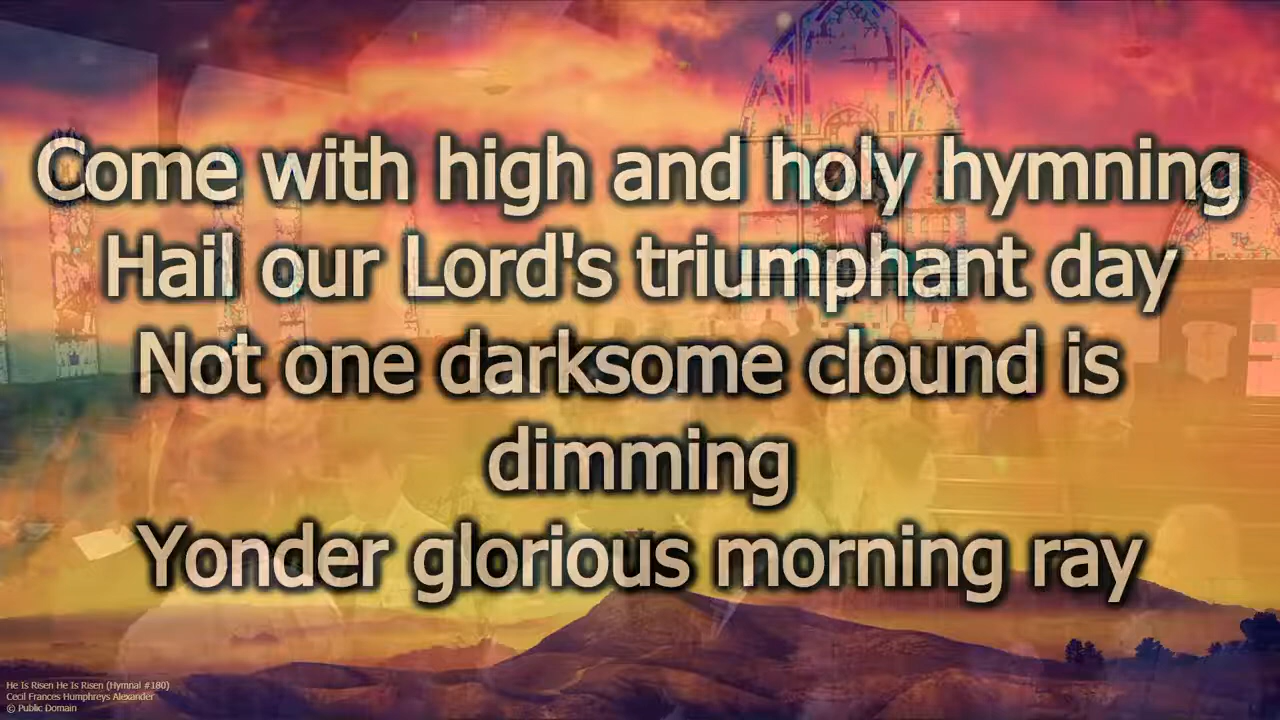 Come with high and holy hymning
Hail our Lord's triumphant day
Not one darksome clound is
dimming
Yonder glorious morning ray
He Is Risen He Is Risen (Hymnal #180)
Cecil Frances Humphreys Alexander
© Public Domain